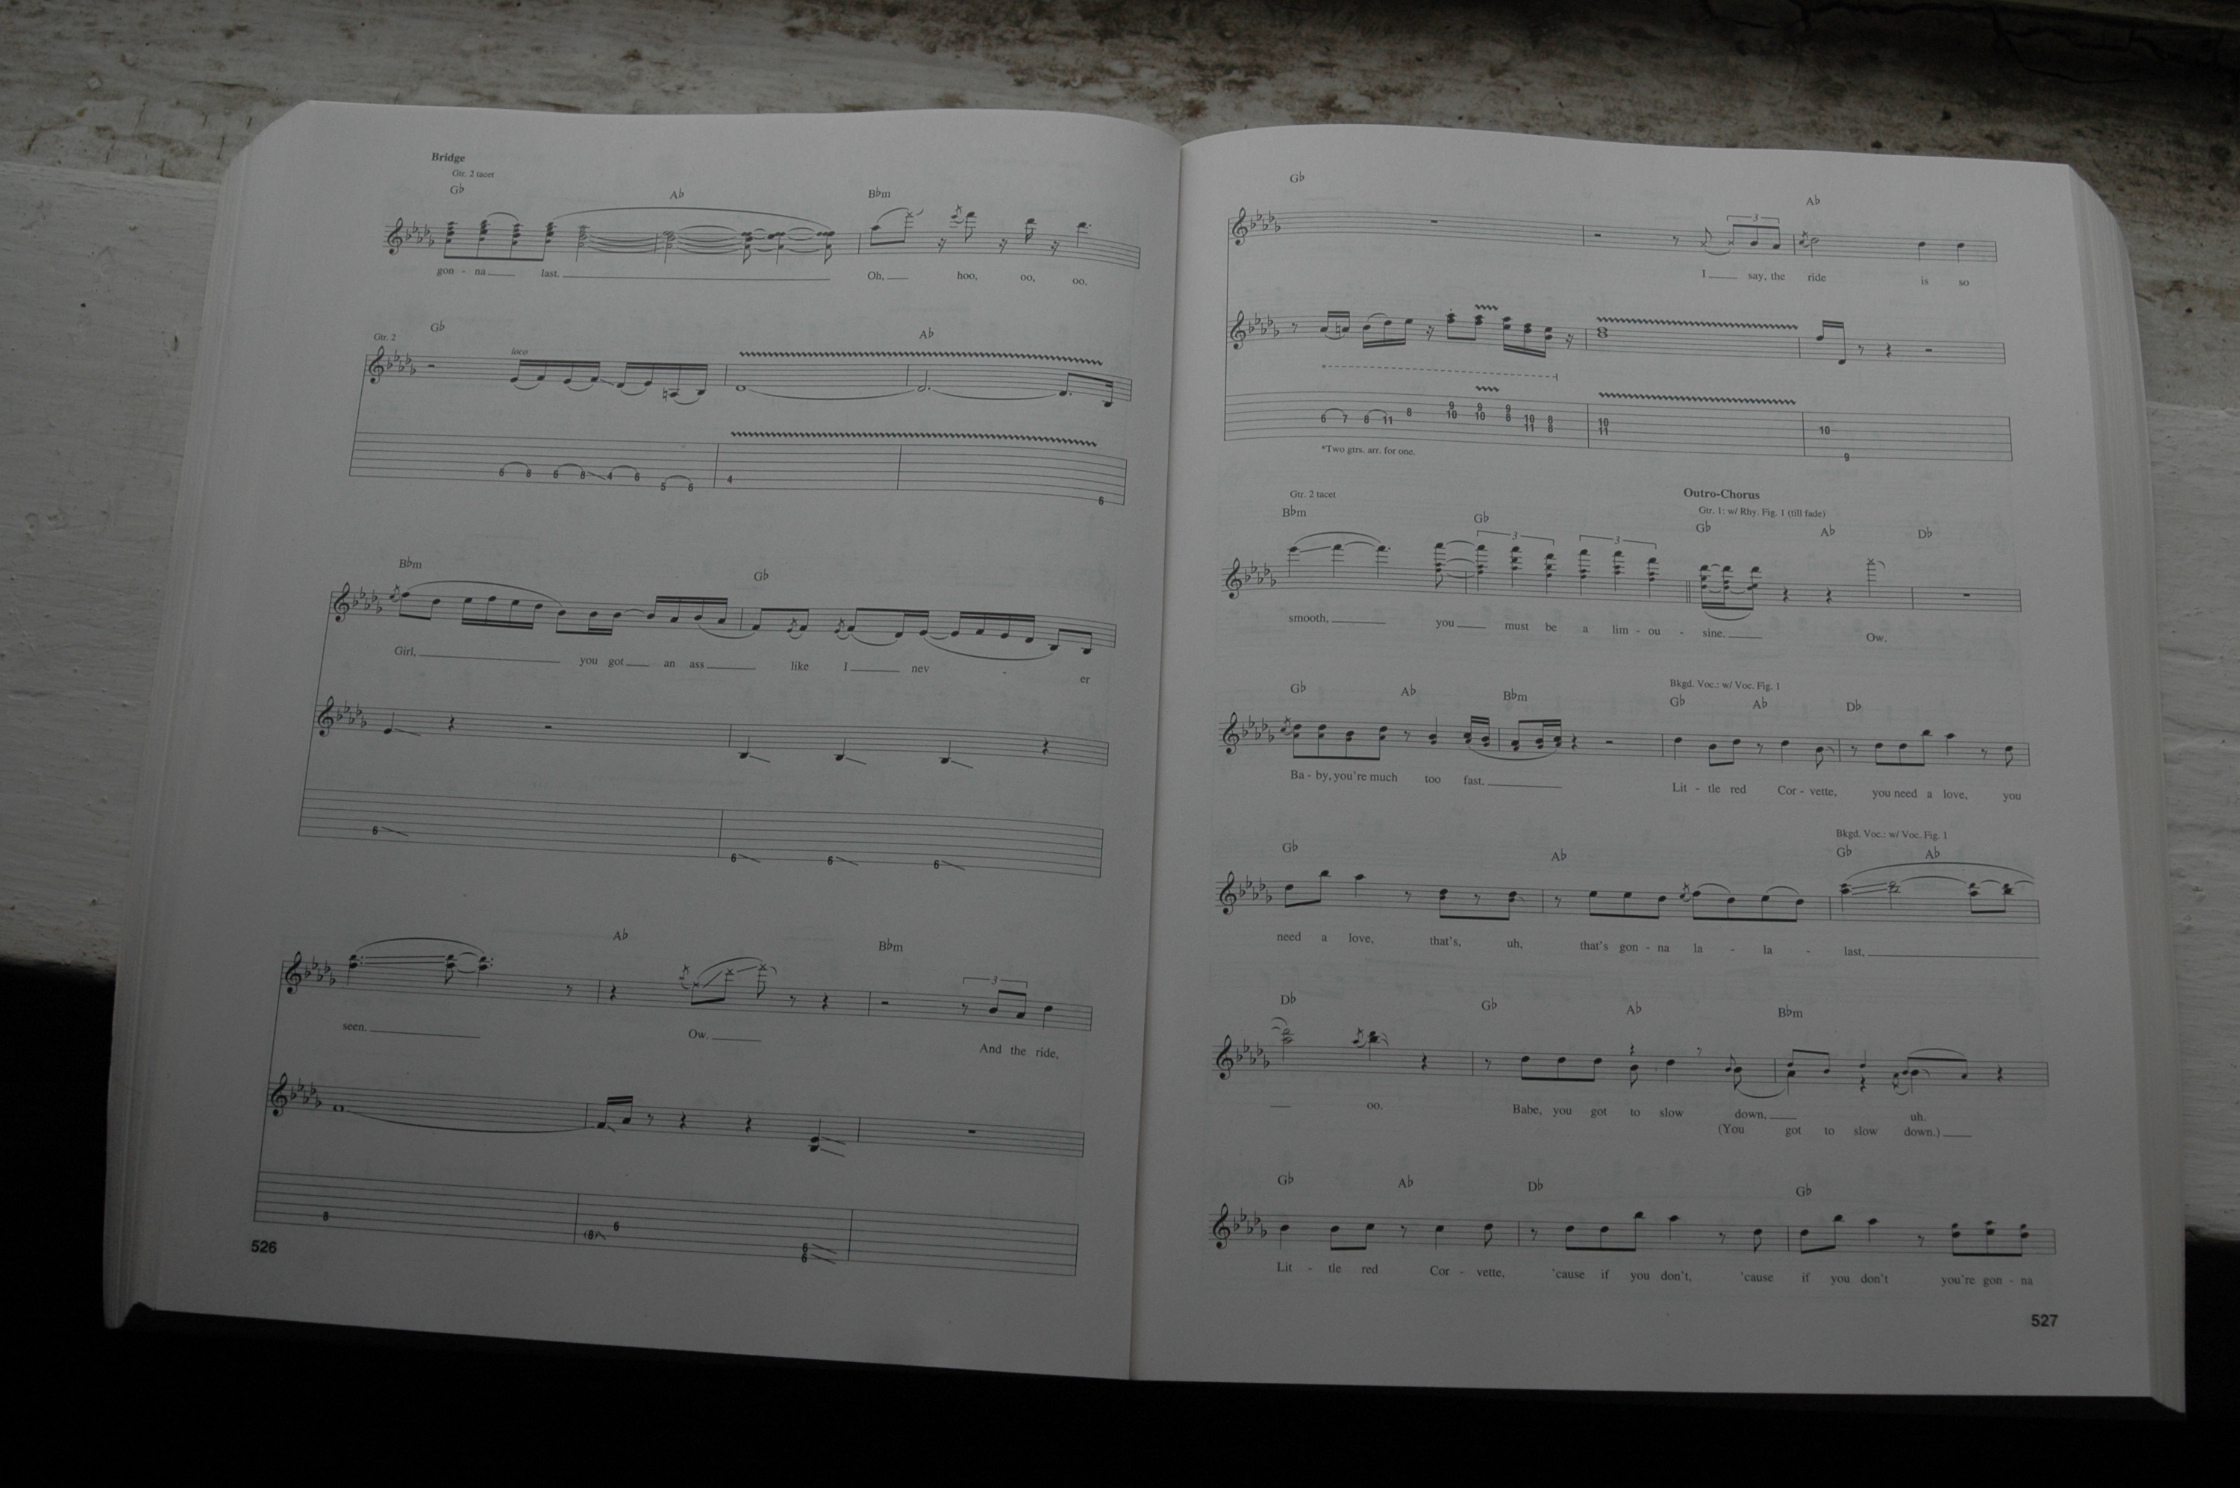 Bridge
Gtr. 2 tacet
G♭ A♭ B♭m
gon - na last. Oh, hoo, oo, oo.
G♭ A♭
Gtr. 2
loco
6 8 6 8 4 6 5 6 4 6
B♭m G♭
Girl, you got an ass like I nev - er
6 6 6 6
A♭ B♭m
seen. Ow. And the ride,
8 (8) 6 6
6
526
G♭ A♭
3
I say, the ride is so
*
6 7 8 11 8 9 9 9 10 8 10 10
10 10 8 11 8 11 9
*Two gtrs. arr. for one.
Gtr. 2 tacet
Outro-Chorus
Gtr. 1: w/ Rhy. Fig. 1 (till fade)
B♭m G♭ G♭ A♭ D♭
3 3
smooth, you must be a lim - ou - sine. Ow.
Bkgd. Voc.: w/ Voc. Fig. 1
G♭ A♭ B♭m G♭ A♭ D♭
Ba - by, you're much too fast. Lit - tle red Cor - vette, you need a love, you
Bkgd. Voc.: w/ Voc. Fig. 1
G♭ A♭ G♭ A♭
need a love, that's, uh, that's gon - na la - la - last,
D♭ G♭ A♭ B♭m
oo. Babe, you got to slow down, uh.
(You got to slow down.)
G♭ A♭ D♭ G♭
Lit - tle red Cor - vette, 'cause if you don't, 'cause if you don't you're gon - na
527